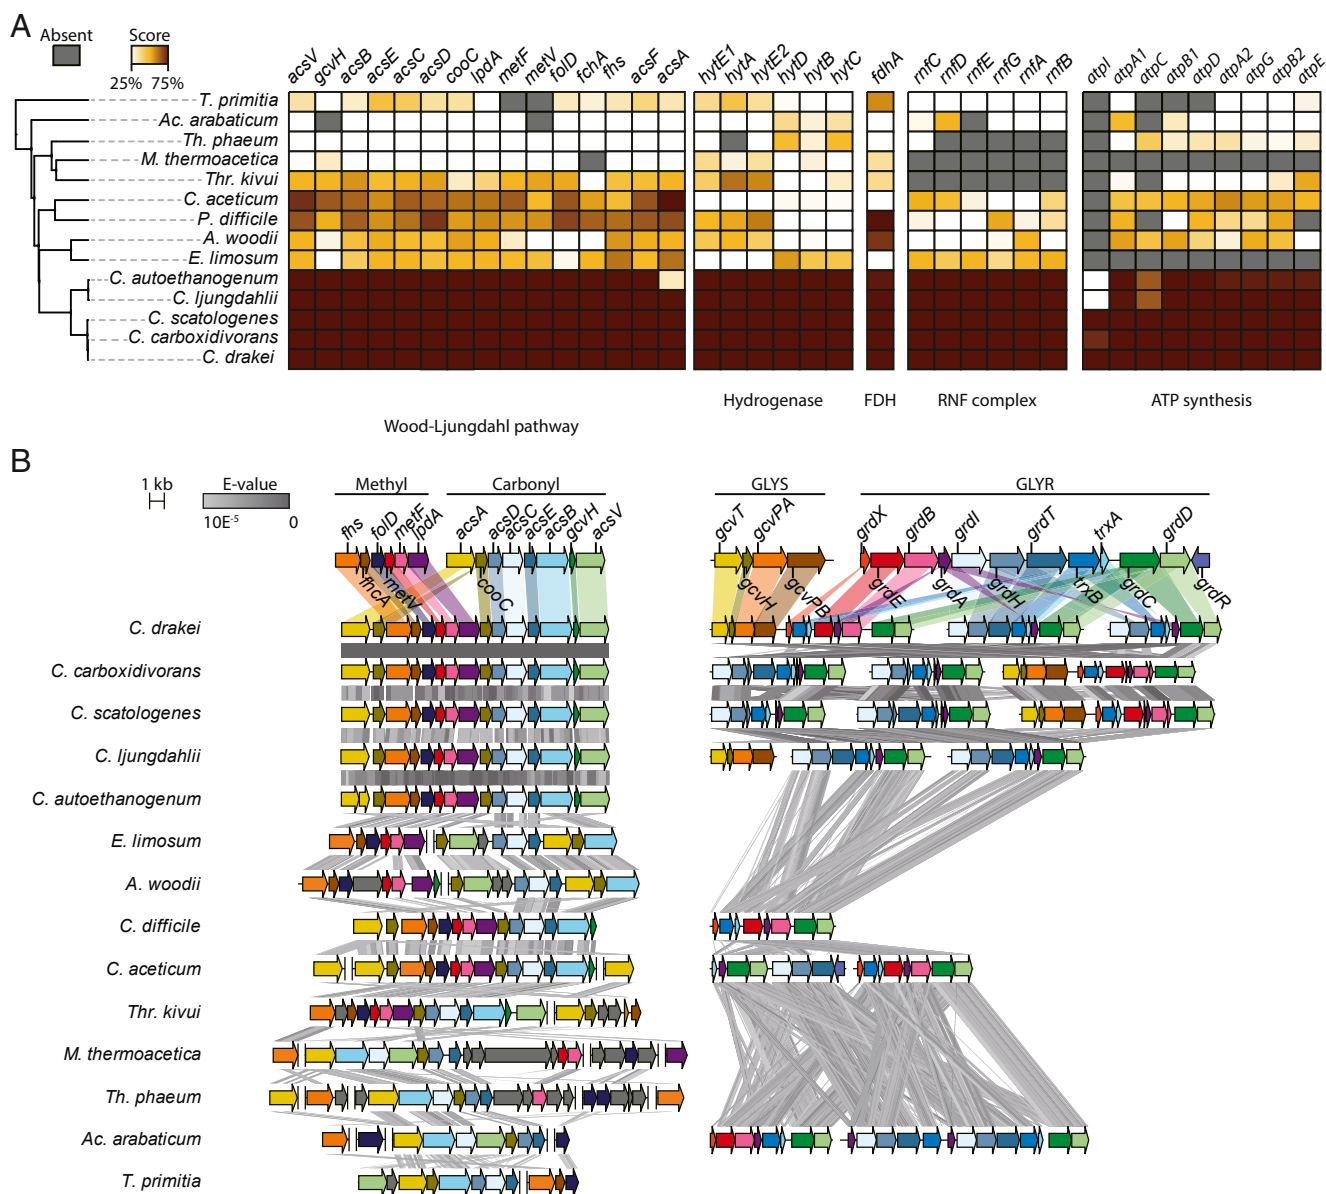 A
Absent
Score
25% 75%
acsV gcvH acsB acsE acsC acsD cooC lpdA metF metV folD fchA fhs acsF acsA
hytE1 hytA hytE2 hytD hytB hytC
fdhA
rnfC rnfD rnfE rnfG rnfA rnfB
atpI atpA1 atpC atpB1 atpD atpA2 atpG atpB2 atpE
T. primitia
Ac. arabaticum
Th. phaeum
M. thermoacetica
Thr. kivui
C. aceticum
P. difficile
A. woodii
E. limosum
C. autoethanogenum
C. ljungdahlii
C. scatologenes
C. carboxidivorans
C. drakei
Wood-Ljungdahl pathway
Hydrogenase
FDH
RNF complex
ATP synthesis
B
1 kb
E-value
10E⁻⁵ 0
Methyl
Carbonyl
GLYS
GLYR
fhs folD metF lpdA acsA acsD acsC acsE acsB gcvH acsV
gcvT gcvPA grdX grdB grdI grdT trxA grdD
fhcA metV cooC
gcvH gcvPB grdE grdA grdH trxB grdC grdR
C. drakei
C. carboxidivorans
C. scatologenes
C. ljungdahlii
C. autoethanogenum
E. limosum
A. woodii
C. difficile
C. aceticum
Thr. kivui
M. thermoacetica
Th. phaeum
Ac. arabaticum
T. primitia